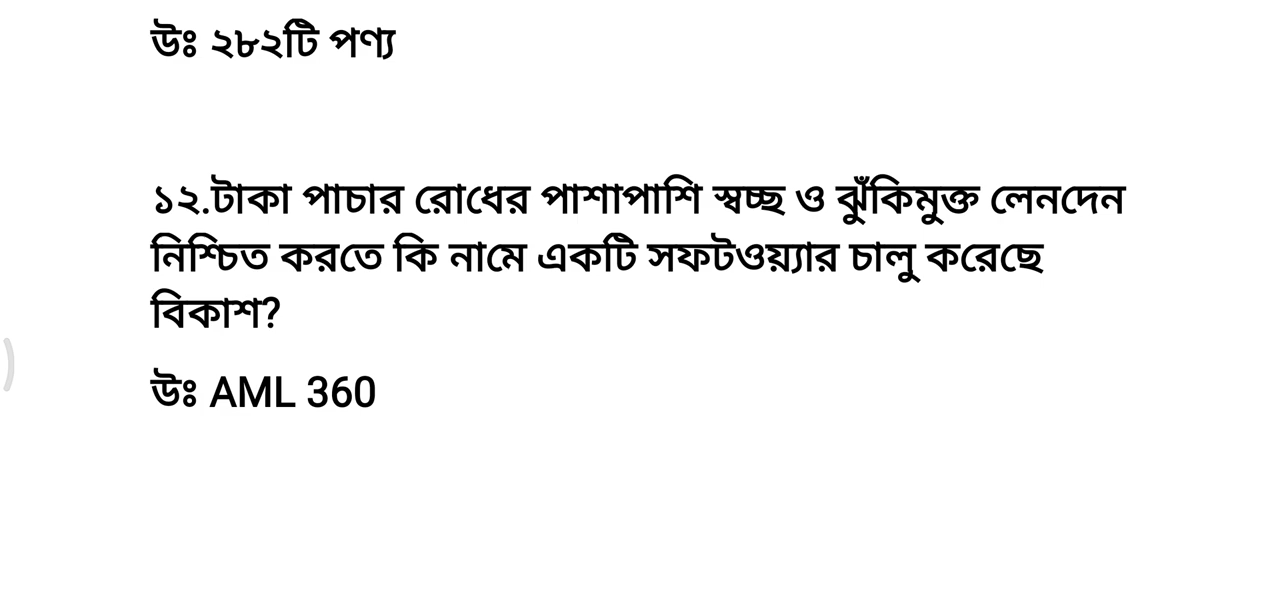 উঃ ২৮২টি পণ্য
১২.টাকা পাচার রোধের পাশাপাশি স্বচ্ছ ও ঝুঁকিমুক্ত লেনদেন
নিশ্চিত করতে কি নামে একটি সফটওয়্যার চালু করেছে
বিকাশ?
উঃ AML 360